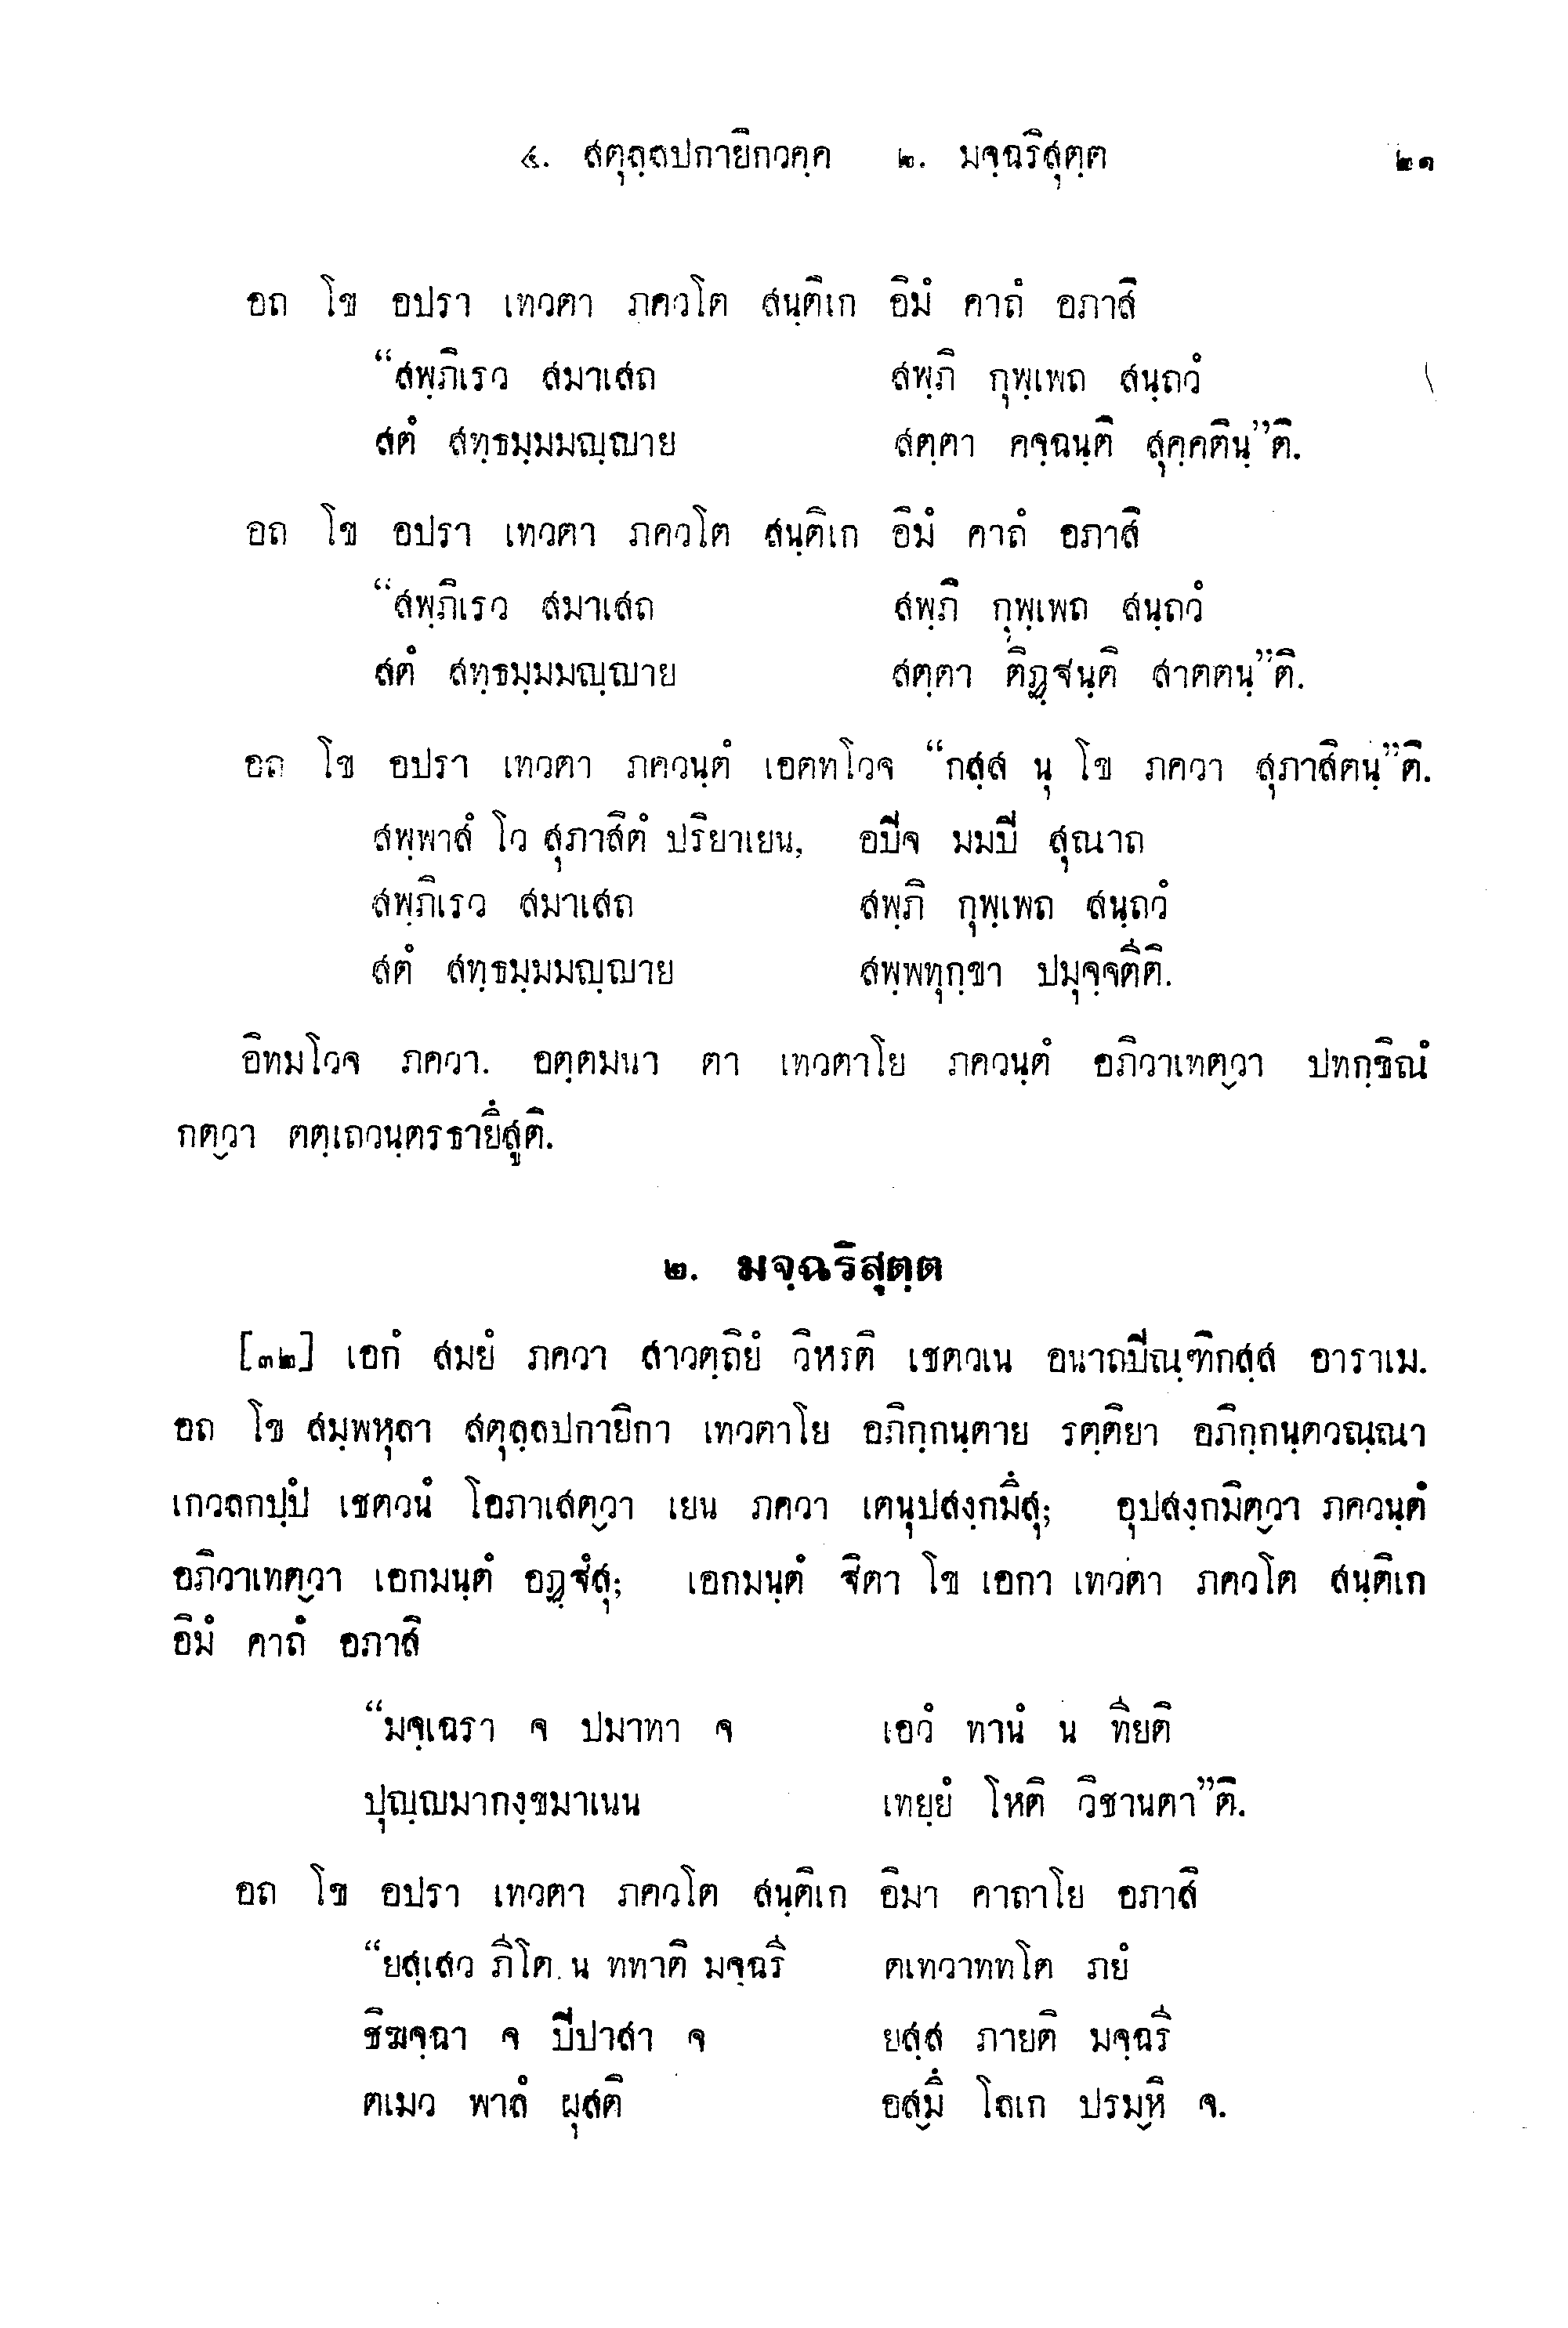 ๔. สตุลฺลปกายิกวคฺค ๒. มจฺฉริสุตฺต ๒๑
อถ โข อปรา เทวตา ภควโต สนฺติเก อิมํ คาถํ อภาสิ
“สพฺภิเรว สมาเสถ สพฺภิ กุพฺเพถ สนฺถวํ
สตํ สทฺธมฺมมญฺญาย สตฺตา คจฺฉนฺติ สุคฺคตินฺ”ติ.
อถ โข อปรา เทวตา ภควโต สนฺติเก อิมํ คาถํ อภาสิ
“สพฺภิเรว สมาเสถ สพฺภิ กุพฺเพถ สนฺถวํ
สตํ สทฺธมฺมมญฺญาย สตฺตา ติฏฺฐนฺติ สาตตนฺ”ติ.
อถ โข อปรา เทวตา ภควนฺตํ เอตทโวจ “กสฺส นุ โข ภควา สุภาสิตนฺ”ติ.
สพฺพาสํ โว สุภาสิตํ ปริยาเยน, อปิจ มมปิ สุณาถ
สพฺภิเรว สมาเสถ สพฺภิ กุพฺเพถ สนฺถวํ
สตํ สทฺธมฺมมญฺญาย สพฺพทุกฺขา ปมุจฺจตีติ.
อิทมโวจ ภควา. อตฺตมนา ตา เทวตาโย ภควนฺตํ อภิวาเทตฺวา ปทกฺขิณํ
กตฺวา ตตฺเถวนฺตรธายึสูติ.
๒. มจฺฉริสุตฺต
[๓๒] เอกํ สมยํ ภควา สาวตฺถิยํ วิหรติ เชตวเน อนาถปิณฺฑิกสฺส อาราเม.
อถ โข สมฺพหุลา สตุลฺลปกายิกา เทวตาโย อภิกฺกนฺตาย รตฺติยา อภิกฺกนฺตวณฺณา
เกวลกปฺปํ เชตวนํ โอภาเสตฺวา เยน ภควา เตนุปสงฺกมึสุ; อุปสงฺกมิตฺวา ภควนฺตํ
อภิวาเทตฺวา เอกมนฺตํ อฏฺฐํสุ; เอกมนฺตํ ฐิตา โข เอกา เทวตา ภควโต สนฺติเก
อิมํ คาถํ อภาสิ
“มจฺเฉรา จ ปมาทา จ เอวํ ทานํ น ทียติ
ปุญฺญมากงฺขมาเนน เทยฺยํ โหติ วิชานตา”ติ.
อถ โข อปรา เทวตา ภควโต สนฺติเก อิมา คาถาโย อภาสิ
“ยสฺเสว ภีโต น ททาติ มจฺฉรี ตเทวาททโต ภยํ
ชิฆจฺฉา จ ปิปาสา จ ยสฺส ภายติ มจฺฉรี
ตเมว พาลํ ผุสติ อสฺมึ โลเก ปรมฺหิ จ.